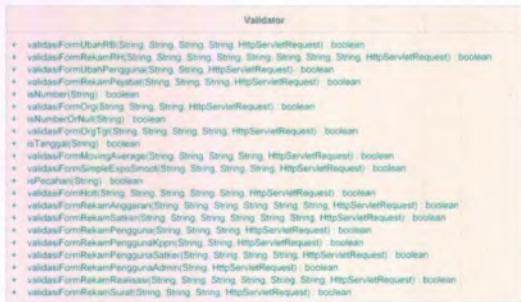 Validator
+ validasiFormUbahRB(String, String, String, String, HttpServletRequest) : boolean
+ validasiFormRekamRH(String, String, String, String, String, String, String, String, HttpServletRequest) : boolean
+ validasiFormUbahPengguna(String, String, HttpServletRequest) : boolean
+ validasiFormRekamPejabat(String, String, String, HttpServletRequest) : boolean
+ isNumber(String) : boolean
+ validasiFormOrg(String, String, String, HttpServletRequest) : boolean
+ isNumberOrNull(String) : boolean
+ validasiFormOrgTgr(String, String, String, String, HttpServletRequest) : boolean
+ isTanggal(String) : boolean
+ validasiFormMovingAverage(String, String, String, String, HttpServletRequest) : boolean
+ validasiFormSimpleExpoSmoot(String, String, String, String, HttpServletRequest) : boolean
+ isPecahan(String) : boolean
+ validasiFormHolt(String, String, String, String, String, HttpServletRequest) : boolean
+ validasiFormRekamAnggaran(String, String, String, String, String, HttpServletRequest) : boolean
+ validasiFormRekamSatker(String, String, String, String, String, String, HttpServletRequest) : boolean
+ validasiFormRekamPengguna(String, String, String, HttpServletRequest) : boolean
+ validasiFormRekamPenggunaKppn(String, String, HttpServletRequest) : boolean
+ validasiFormRekamPenggunaSatker(String, String, String, HttpServletRequest) : boolean
+ validasiFormRekamPenggunaAdmin(String, HttpServletRequest) : boolean
+ validasiFormRekamRealisasi(String, String, String, String, String, HttpServletRequest) : boolean
+ validasiFormRekamSurat(String, String, String, HttpServletRequest) : boolean